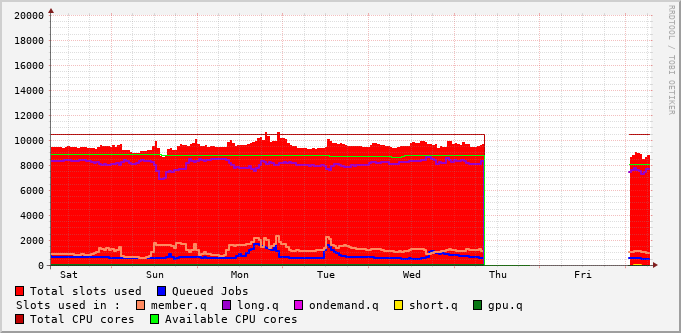 RRDTOOL / TOBI OETIKER
20000
18000
16000
14000
12000
10000
8000
6000
4000
2000
0
Sat Sun Mon Tue Wed Thu Fri
Total slots used Queued Jobs
Slots used in : member.q long.q ondemand.q short.q gpu.q
Total CPU cores Available CPU cores